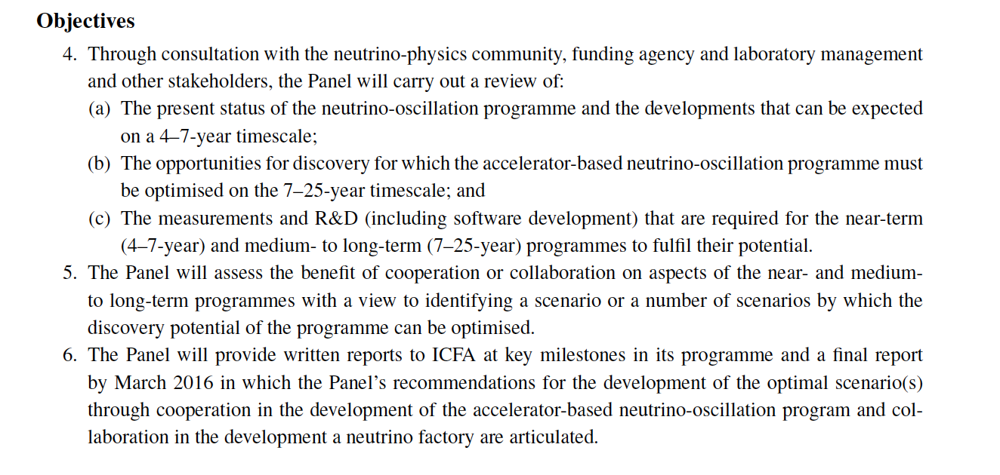 Objectives
4. Through consultation with the neutrino-physics community, funding agency and laboratory management
and other stakeholders, the Panel will carry out a review of:
(a) The present status of the neutrino-oscillation programme and the developments that can be expected
on a 4–7-year timescale;
(b) The opportunities for discovery for which the accelerator-based neutrino-oscillation programme must
be optimised on the 7–25-year timescale; and
(c) The measurements and R&D (including software development) that are required for the near-term
(4–7-year) and medium- to long-term (7–25-year) programmes to fulfil their potential.
5. The Panel will assess the benefit of cooperation or collaboration on aspects of the near- and medium-
to long-term programmes with a view to identifying a scenario or a number of scenarios by which the
discovery potential of the programme can be optimised.
6. The Panel will provide written reports to ICFA at key milestones in its programme and a final report
by March 2016 in which the Panel’s recommendations for the development of the optimal scenario(s)
through cooperation in the development of the accelerator-based neutrino-oscillation program and col-
laboration in the development a neutrino factory are articulated.